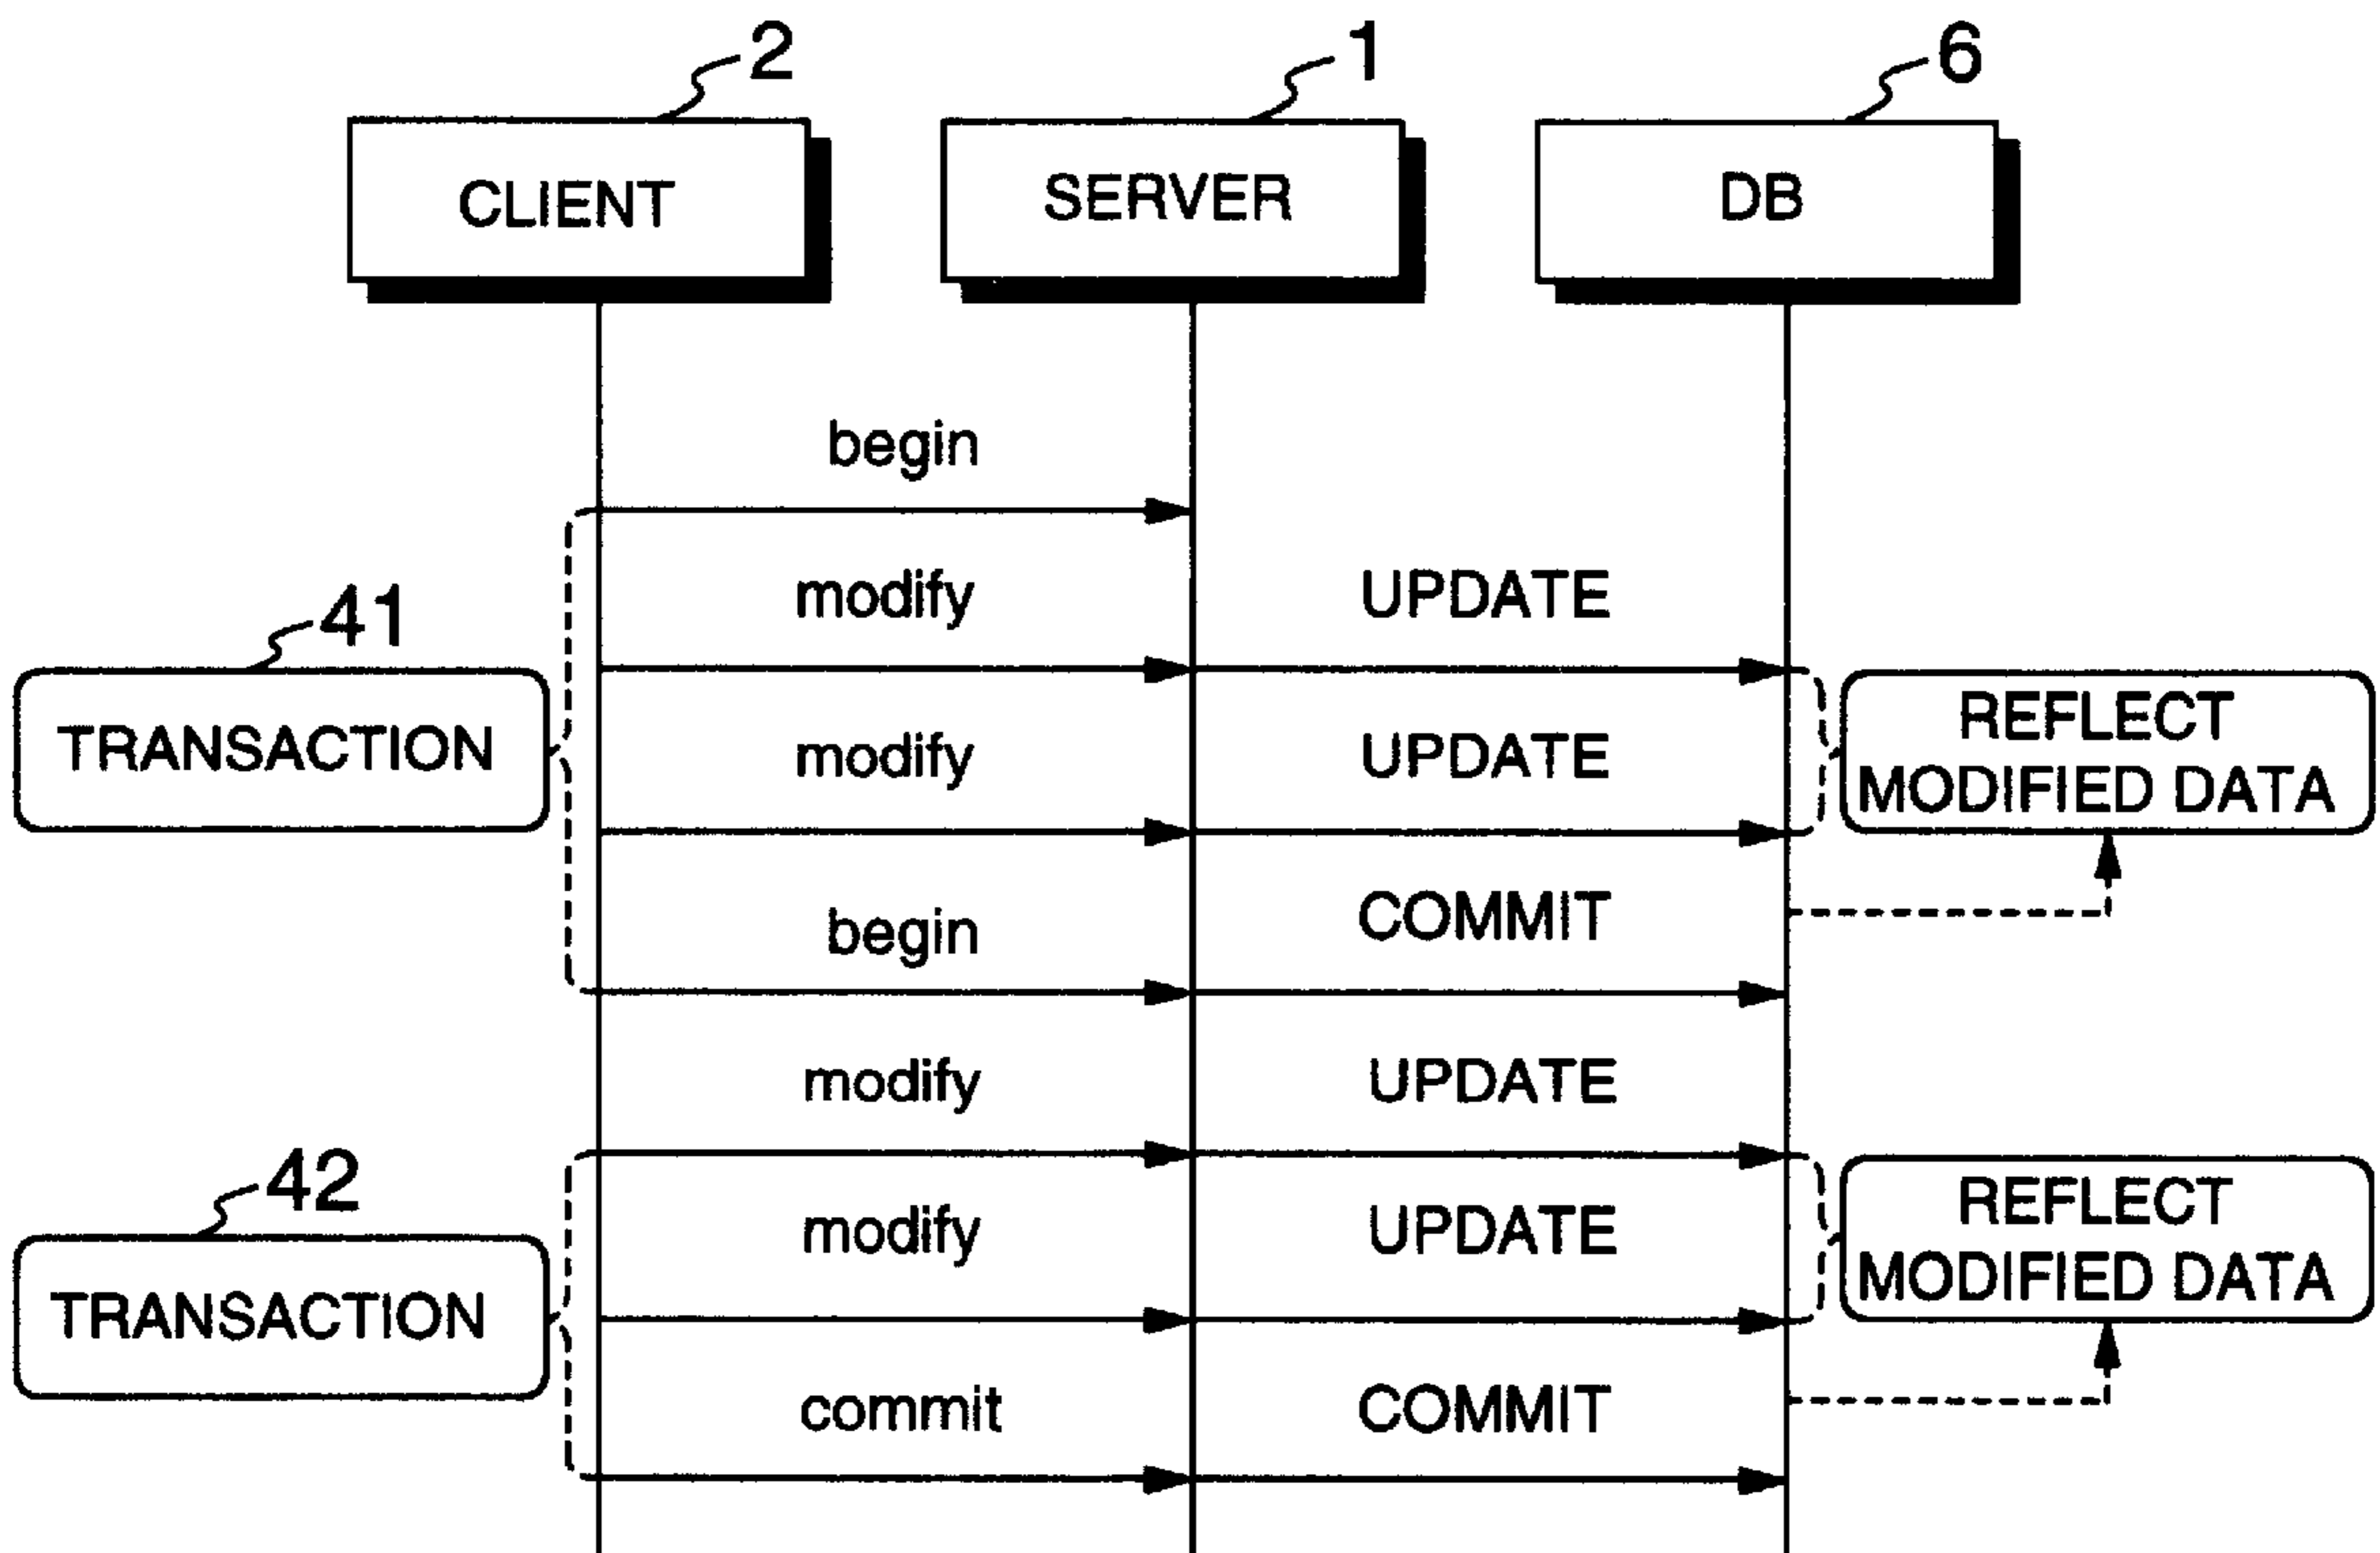 2
1
6
CLIENT
SERVER
DB
begin
modify
UPDATE
41
TRANSACTION
REFLECT
MODIFIED DATA
modify
UPDATE
begin
COMMIT
modify
UPDATE
42
TRANSACTION
REFLECT
MODIFIED DATA
modify
UPDATE
commit
COMMIT